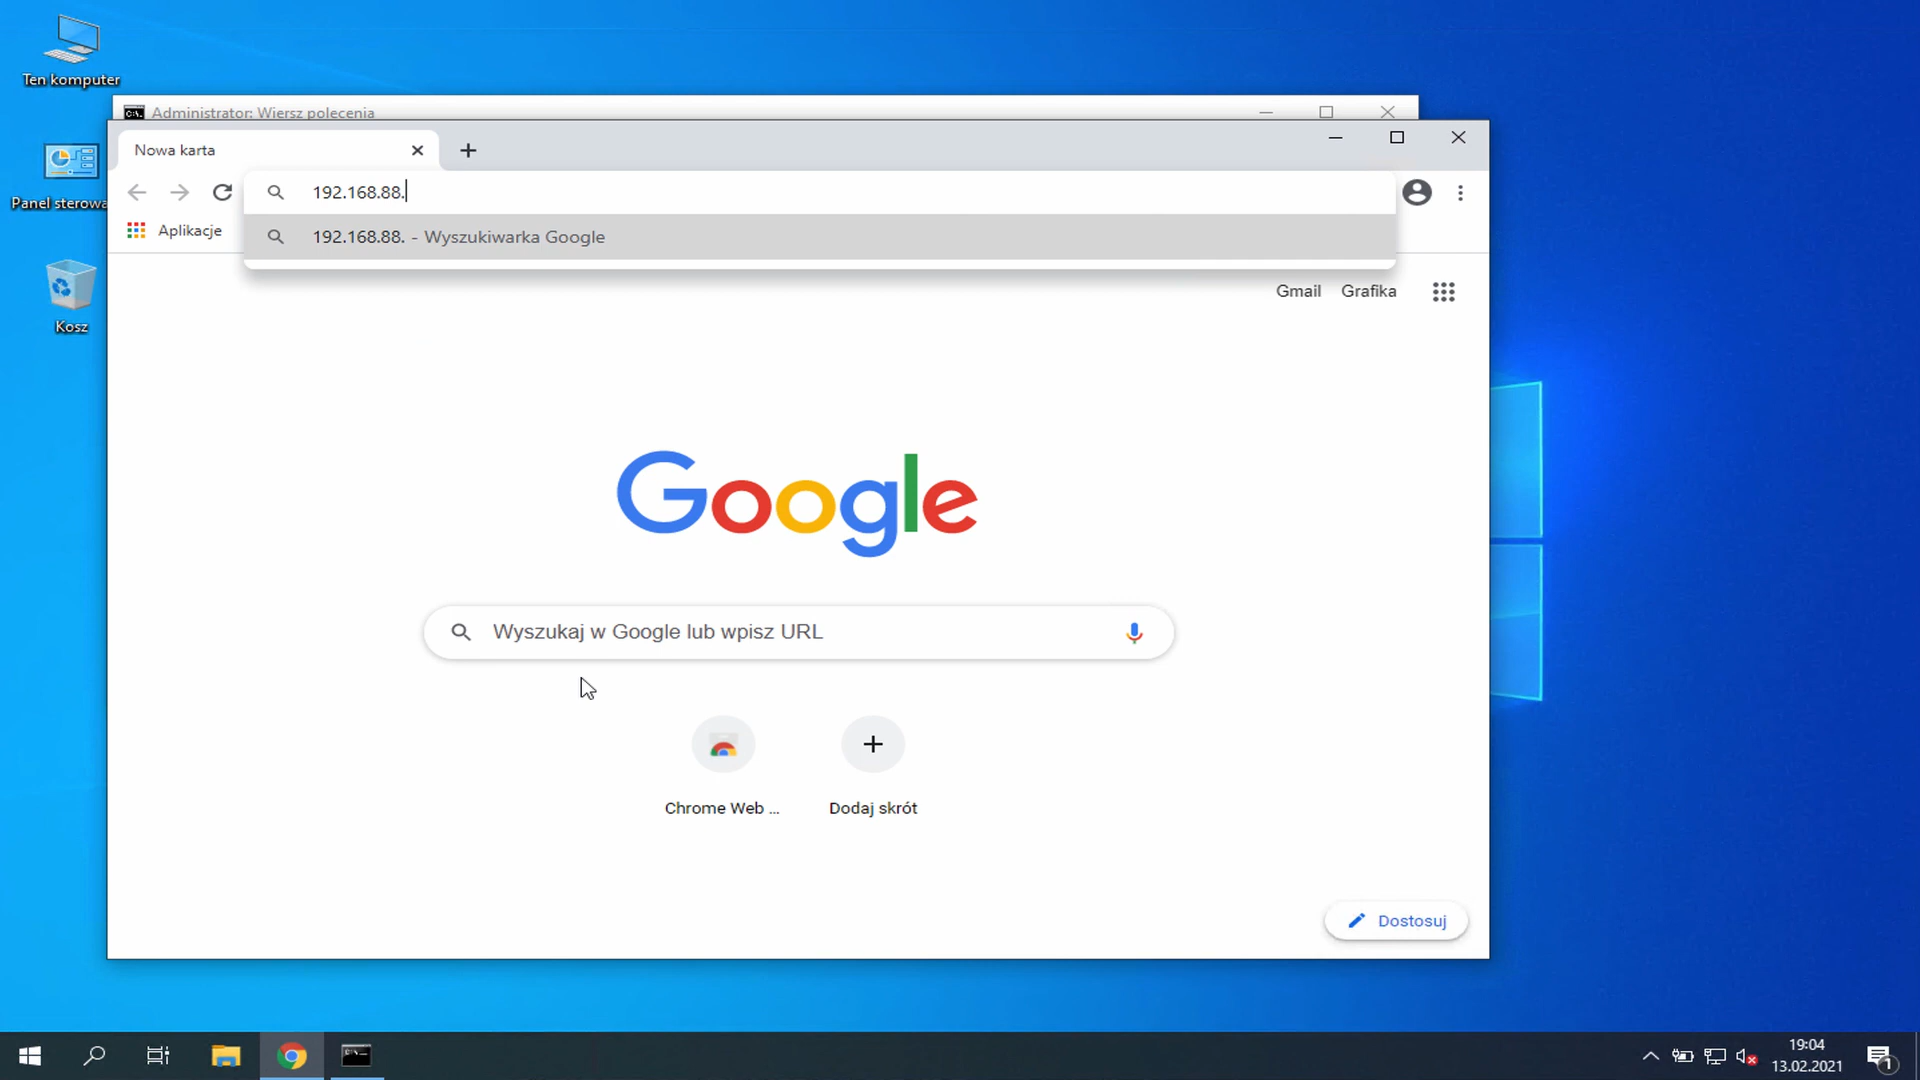 Ten komputer
Administrator: Wiersz polecenia
Nowa karta
Panel sterowa
192.168.88.
Aplikacje
192.168.88. - Wyszukiwarka Google
Gmail Grafika
Kosz
Google
Wyszukaj w Google lub wpisz URL
Chrome Web ...
Dodaj skrót
Dostosuj
19:04
13.02.2021
1